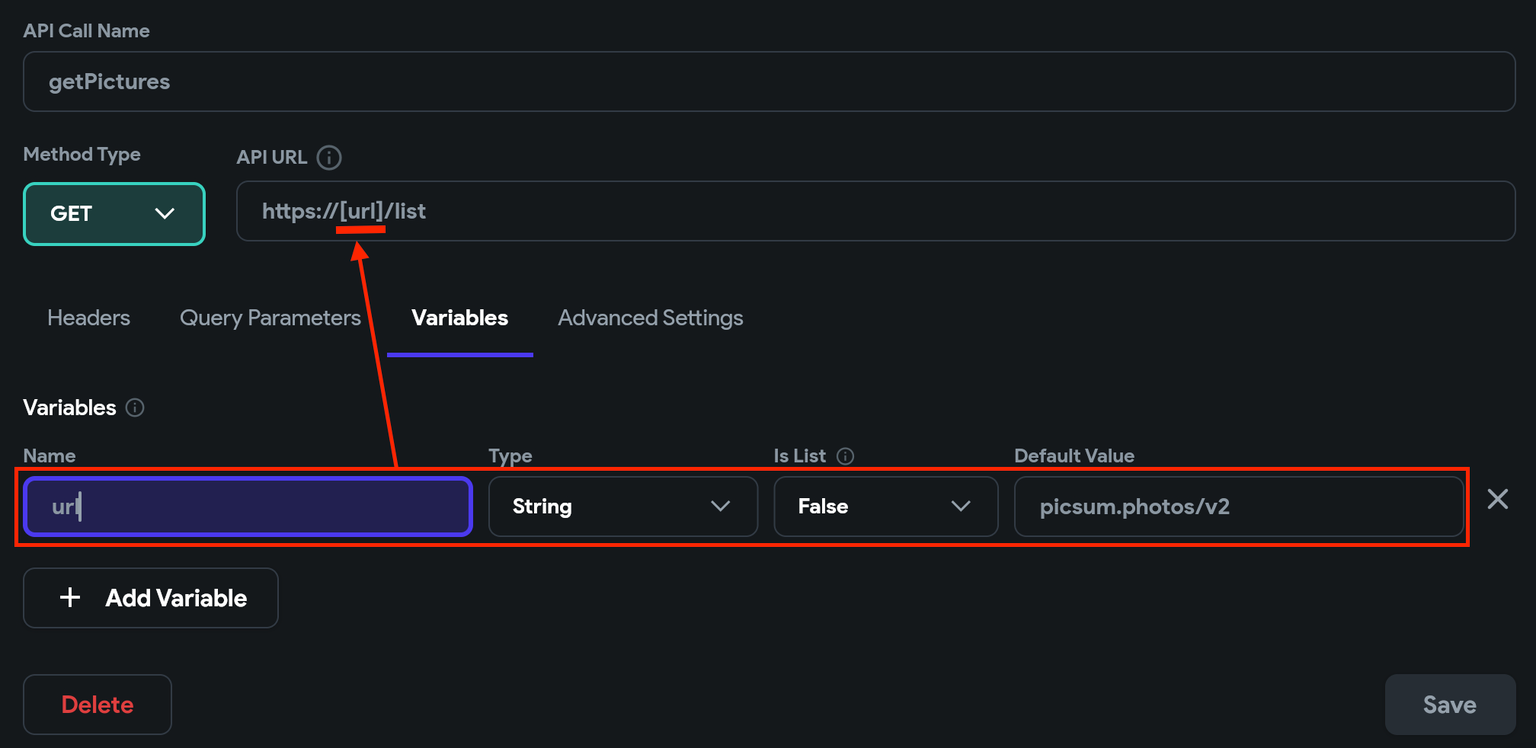 API Call Name
getPictures
Method Type
API URL
GET
https://[url]/list
Headers Query Parameters Variables Advanced Settings
Variables
Name Type Is List Default Value
url String False picsum.photos/v2
+ Add Variable
Delete Save